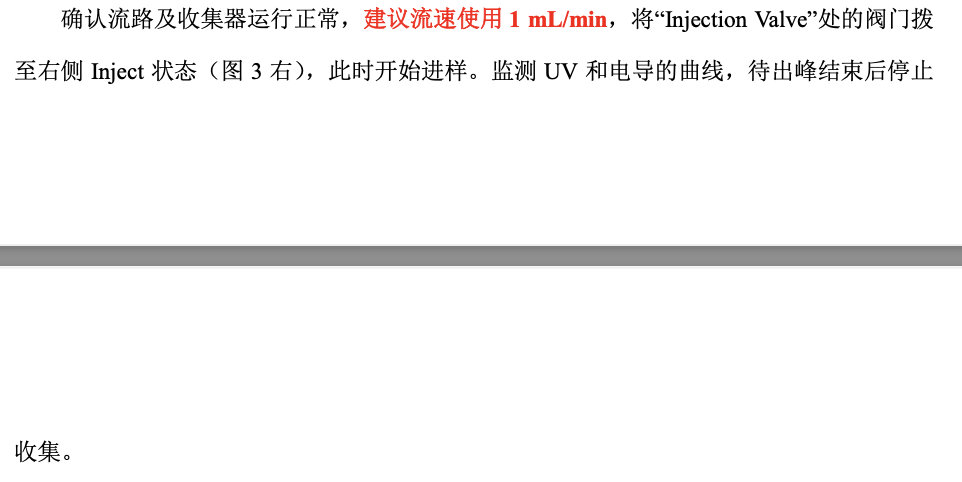 确认流路及收集器运行正常，建议流速使用 1 mL/min，将“Injection Valve”处的阀门拨
至右侧 Inject 状态（图 3 右），此时开始进样。监测 UV 和电导的曲线，待出峰结束后停止
收集。